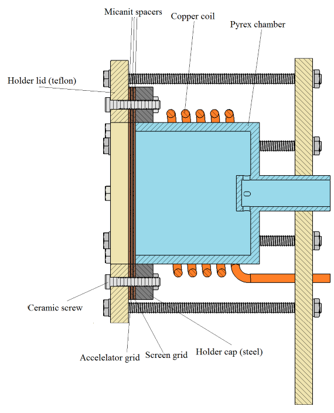 Micanit spacers
Copper coil
Pyrex chamber
Holder lid (teflon)
Ceramic screw
Accelelator grid
Screen grid
Holder cap (steel)